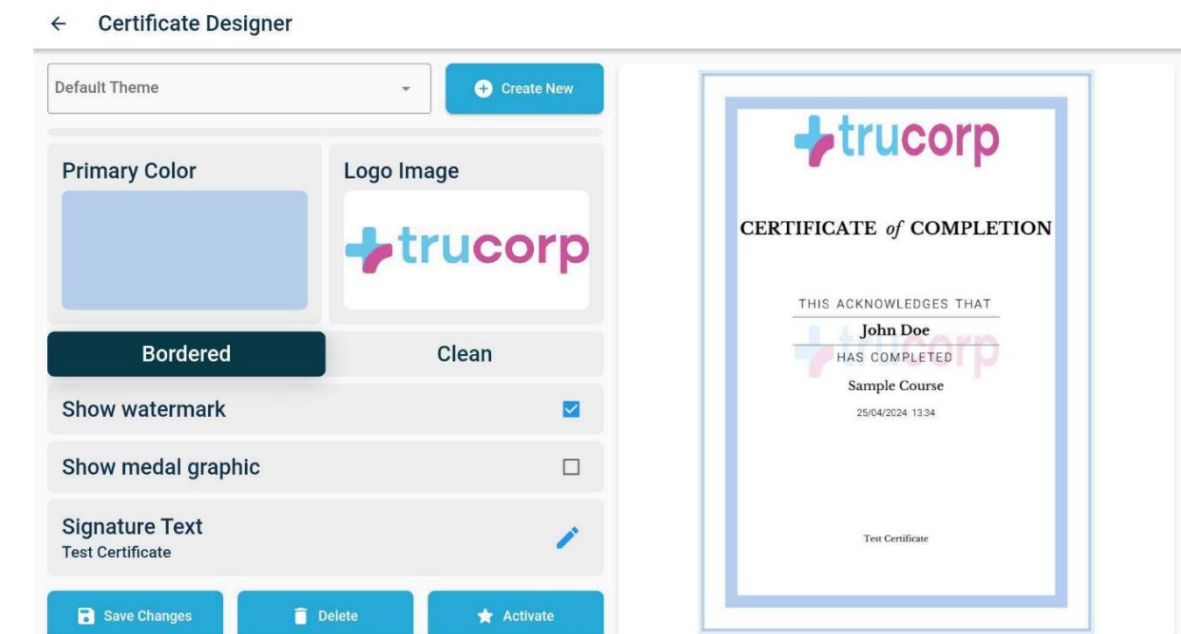 Certificate Designer
Default Theme
Create New
Primary Color
Logo Image
trucorp
Bordered
Clean
Show watermark
Show medal graphic
Signature Text
Test Certificate
Save Changes
Delete
Activate
trucorp
CERTIFICATE of COMPLETION
THIS ACKNOWLEDGES THAT
John Doe
trucorp
HAS COMPLETED
Sample Course
25/04/2024 13:34
Test Certificate